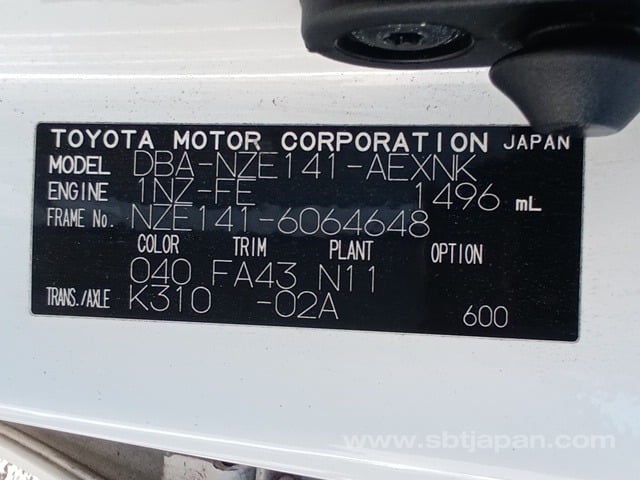 TOYOTA MOTOR CORPORATION JAPAN
MODEL DBA-NZE141-AEXNK
ENGINE 1NZ-FE 1496 mL
FRAME No. NZE141-6064648
COLOR TRIM PLANT OPTION
040 FA43 N11
TRANS./AXLE K310 -02A 600
www.sbtjapan.com